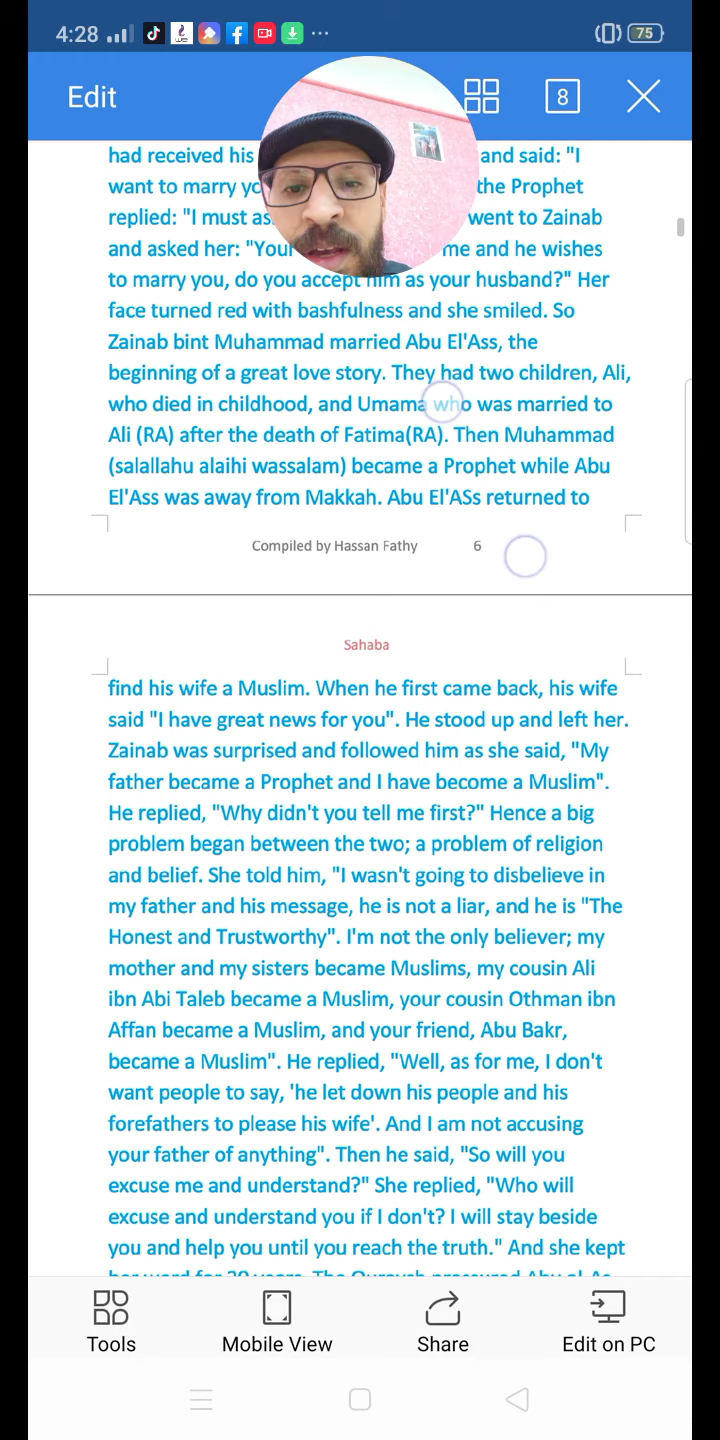 4:28
75
Edit
8
had received his and said: "I
want to marry the Prophet
replied: "I must went to Zainab
and asked her: "Your me and he wishes
to marry you, do you accept him as your husband?" Her
face turned red with bashfulness and she smiled. So
Zainab bint Muhammad married Abu El'Ass, the
beginning of a great love story. They had two children, Ali,
who died in childhood, and Umama who was married to
Ali (RA) after the death of Fatima(RA). Then Muhammad
(salallahu alaihi wassalam) became a Prophet while Abu
El'Ass was away from Makkah. Abu El'ASs returned to
Compiled by Hassan Fathy 6
Sahaba
find his wife a Muslim. When he first came back, his wife
said "I have great news for you". He stood up and left her.
Zainab was surprised and followed him as she said, "My
father became a Prophet and I have become a Muslim".
He replied, "Why didn't you tell me first?" Hence a big
problem began between the two; a problem of religion
and belief. She told him, "I wasn't going to disbelieve in
my father and his message, he is not a liar, and he is "The
Honest and Trustworthy". I'm not the only believer; my
mother and my sisters became Muslims, my cousin Ali
ibn Abi Taleb became a Muslim, your cousin Othman ibn
Affan became a Muslim, and your friend, Abu Bakr,
became a Muslim". He replied, "Well, as for me, I don't
want people to say, 'he let down his people and his
forefathers to please his wife'. And I am not accusing
your father of anything". Then he said, "So will you
excuse me and understand?" She replied, "Who will
excuse and understand you if I don't? I will stay beside
you and help you until you reach the truth." And she kept
her word for 20 years. The Quraysh pressured Abu al-As
Tools Mobile View Share Edit on PC